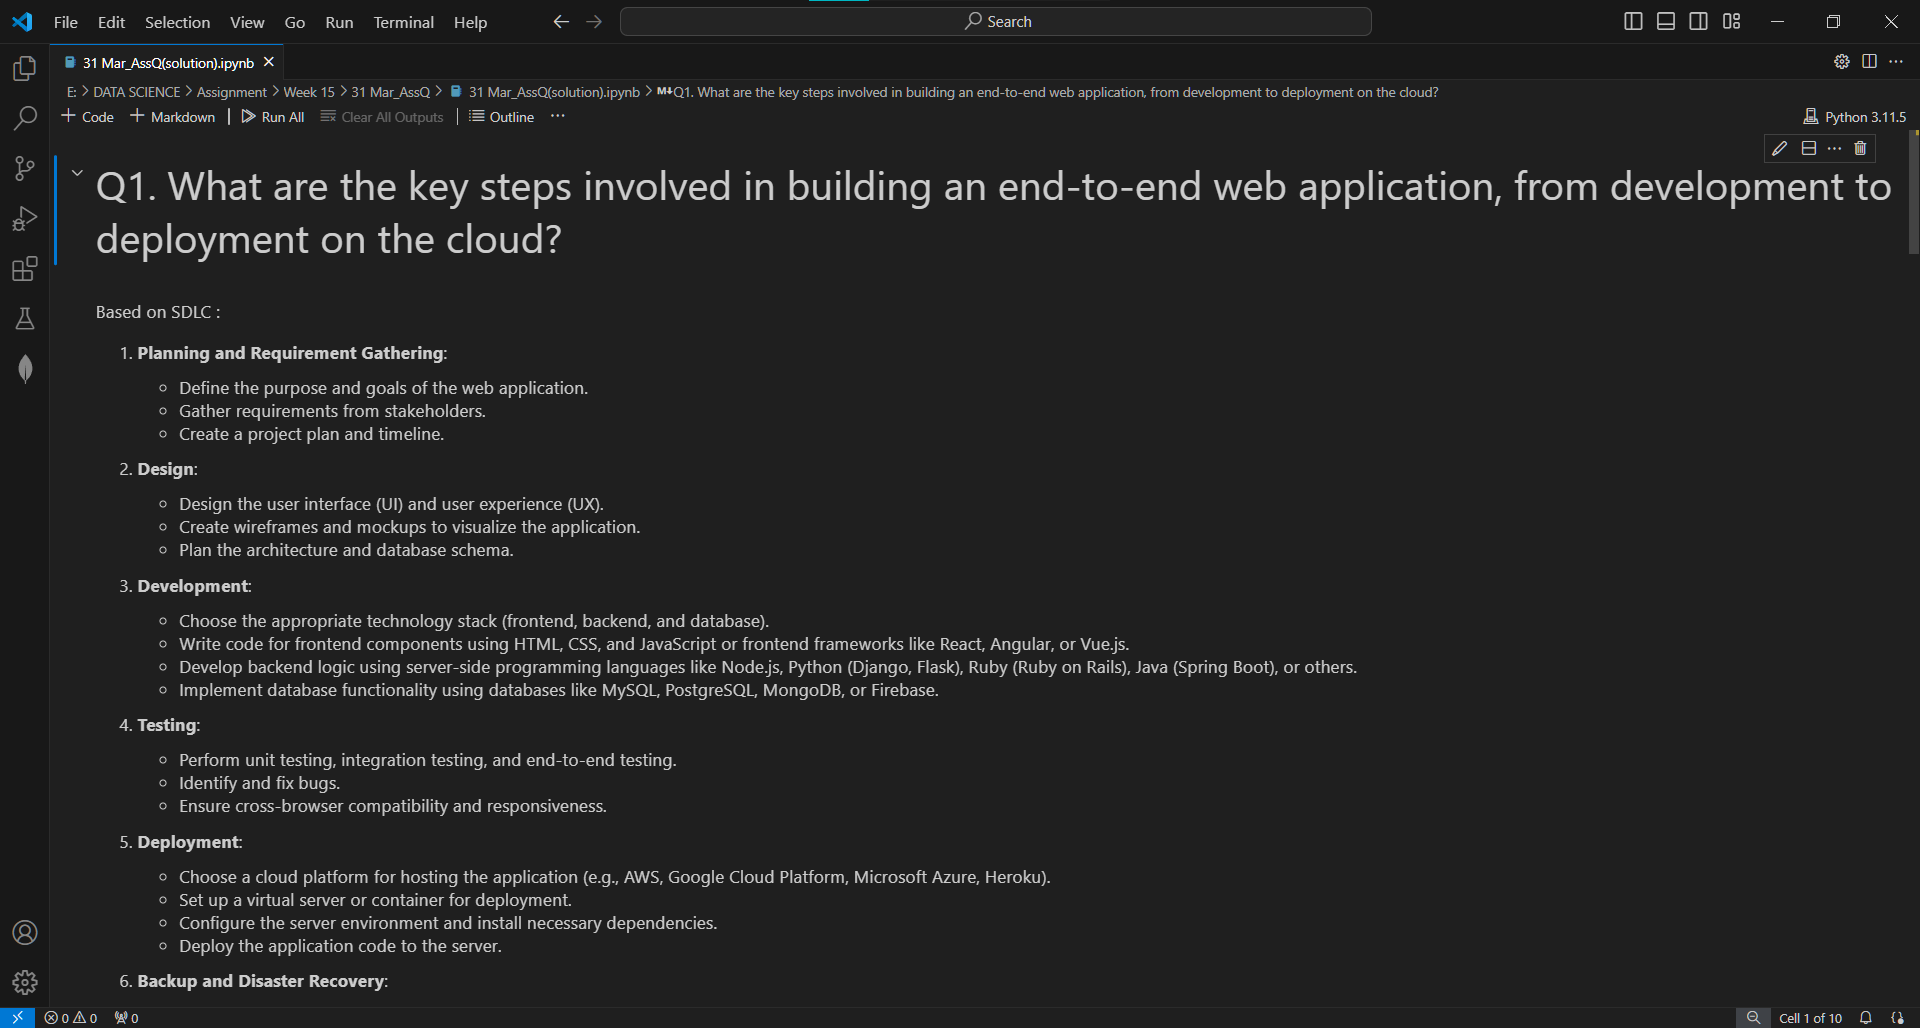 File Edit Selection View Go Run Terminal Help
Search
31 Mar_AssQ(solution).ipynb
E: > DATA SCIENCE > Assignment > Week 15 > 31 Mar_AssQ > 31 Mar_AssQ(solution).ipynb > M↓Q1. What are the key steps involved in building an end-to-end web application, from development to deployment on the cloud?
+ Code + Markdown | Run All Clear All Outputs | Outline ...
Python 3.11.5
Q1. What are the key steps involved in building an end-to-end web application, from development to
deployment on the cloud?
Based on SDLC :
1. Planning and Requirement Gathering:
Define the purpose and goals of the web application.
Gather requirements from stakeholders.
Create a project plan and timeline.
2. Design:
Design the user interface (UI) and user experience (UX).
Create wireframes and mockups to visualize the application.
Plan the architecture and database schema.
3. Development:
Choose the appropriate technology stack (frontend, backend, and database).
Write code for frontend components using HTML, CSS, and JavaScript or frontend frameworks like React, Angular, or Vue.js.
Develop backend logic using server-side programming languages like Node.js, Python (Django, Flask), Ruby (Ruby on Rails), Java (Spring Boot), or others.
Implement database functionality using databases like MySQL, PostgreSQL, MongoDB, or Firebase.
4. Testing:
Perform unit testing, integration testing, and end-to-end testing.
Identify and fix bugs.
Ensure cross-browser compatibility and responsiveness.
5. Deployment:
Choose a cloud platform for hosting the application (e.g., AWS, Google Cloud Platform, Microsoft Azure, Heroku).
Set up a virtual server or container for deployment.
Configure the server environment and install necessary dependencies.
Deploy the application code to the server.
6. Backup and Disaster Recovery:
0 0 0
Cell 1 of 10